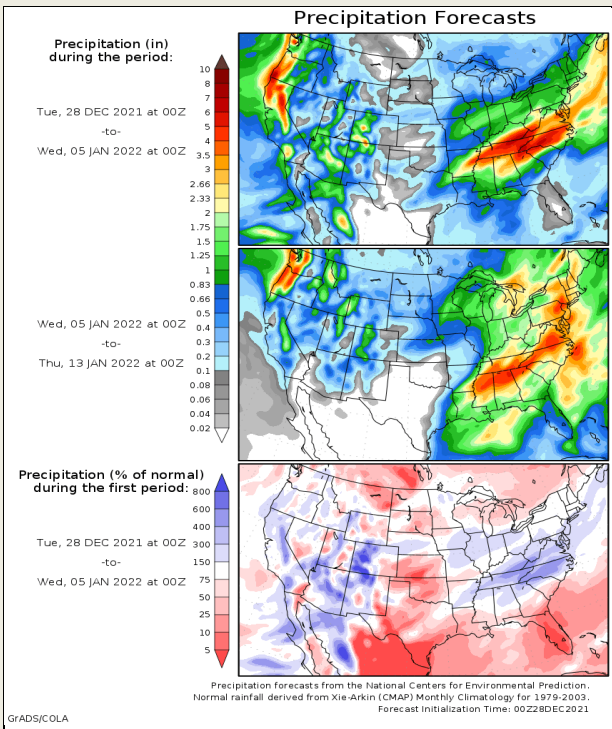 Precipitation Forecasts
Precipitation (in)
during the period:
Tue, 28 DEC 2021 at 00Z
-to-
Wed, 05 JAN 2022 at 00Z
Wed, 05 JAN 2022 at 00Z
-to-
Thu, 13 JAN 2022 at 00Z
10
8
7
6
5
4
3.5
3
2.66
2.33
2
1.75
1.5
1.25
1
0.83
0.66
0.5
0.4
0.3
0.2
0.1
0.08
0.06
0.04
0.02
Precipitation (% of normal)
during the first period:
Tue, 28 DEC 2021 at 00Z
-to-
Wed, 05 JAN 2022 at 00Z
800
600
400
300
150
75
50
25
10
5
Precipitation forecasts from the National Centers for Environmental Prediction.
Normal rainfall derived from Xie-Arkin (CMAP) Monthly Climatology for 1979-2003.
Forecast Initialization Time: 00Z28DEC2021
GrADS/COLA